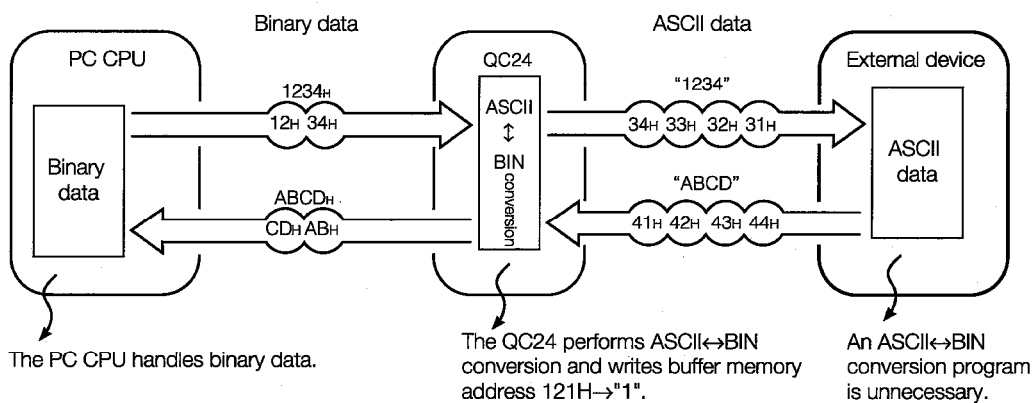 Binary data
ASCII data
PC CPU
QC24
External device
1234H
12H 34H
"1234"
34H 33H 32H 31H
Binary
data
ASCII
↕
BIN
conversion
ASCII
data
ABCDH
CDH ABH
"ABCD"
41H 42H 43H 44H
The PC CPU handles binary data.
The QC24 performs ASCII↔BIN
conversion and writes buffer memory
address 121H→"1".
An ASCII↔BIN
conversion program
is unnecessary.